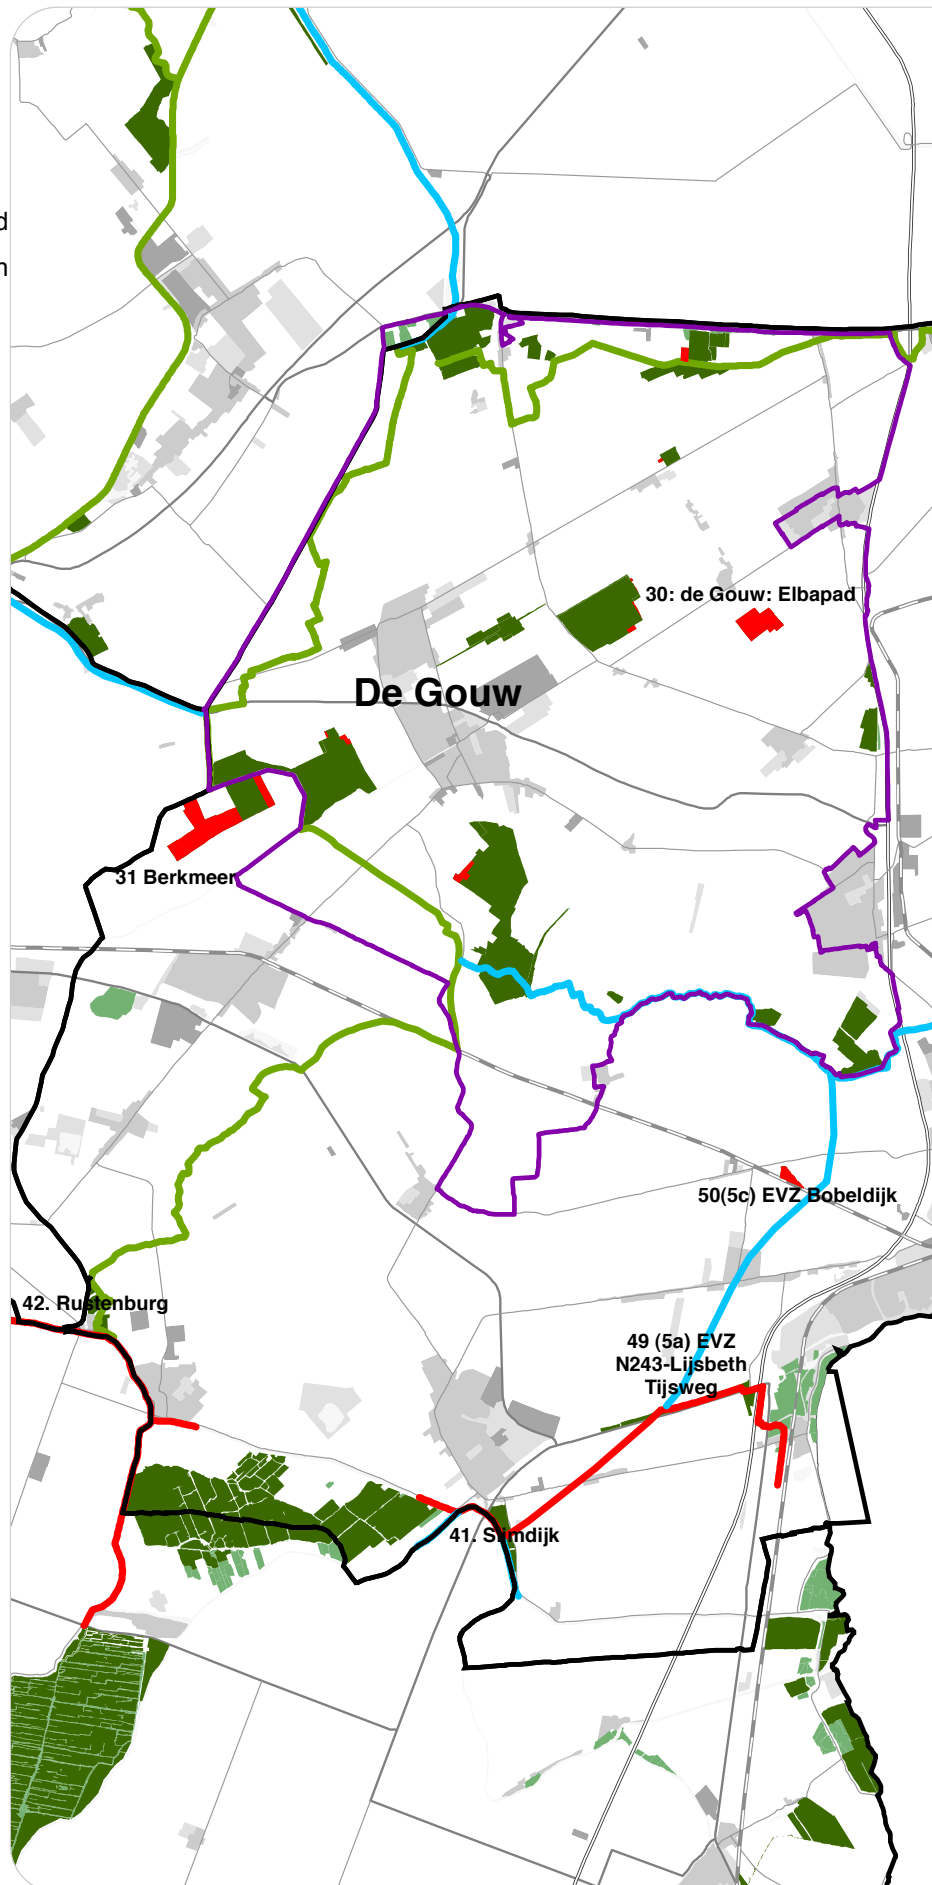 d
n
30: de Gouw: Elbapad
De Gouw
31 Berkmeer
50(5c) EVZ Bobeldijk
42. Rustenburg
49 (5a) EVZ
N243-Lijsbeth
Tijsweg
41. Slimdijk